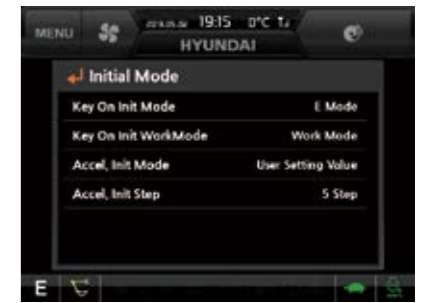 MENU
19:15 0°C
HYUNDAI
Initial Mode
Key On Init Mode E Mode
Key On Init WorkMode Work Mode
Accel, Init Mode User Setting Value
Accel, Init Step 5 Step
E